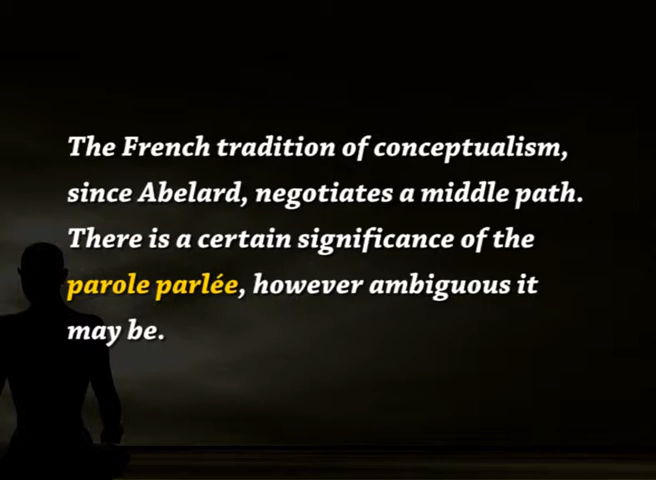 The French tradition of conceptualism,
since Abelard, negotiates a middle path.
There is a certain significance of the
parole parlée, however ambiguous it
may be.